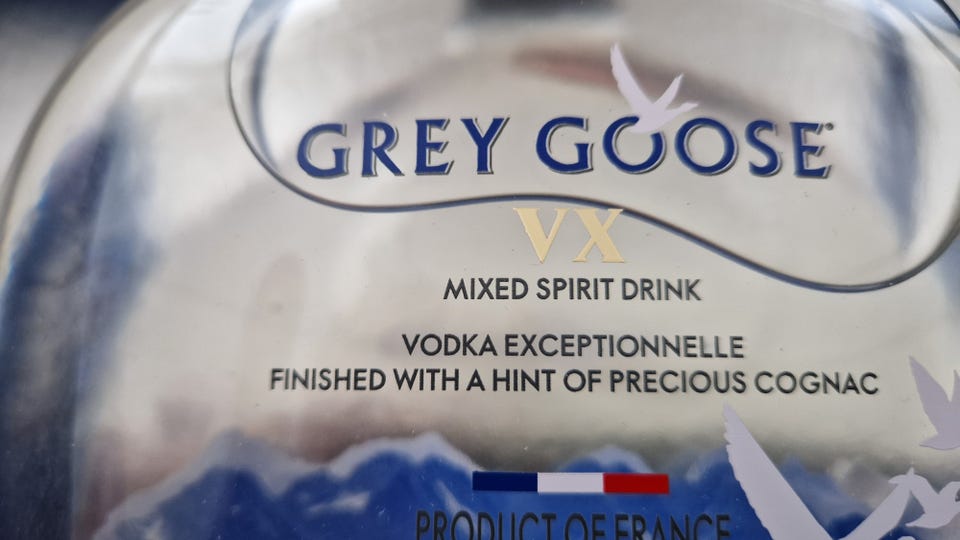 GREY GOOSE
VX
MIXED SPIRIT DRINK
VODKA EXCEPTIONNELLE
FINISHED WITH A HINT OF PRECIOUS COGNAC
PRODUCT OF FRANCE